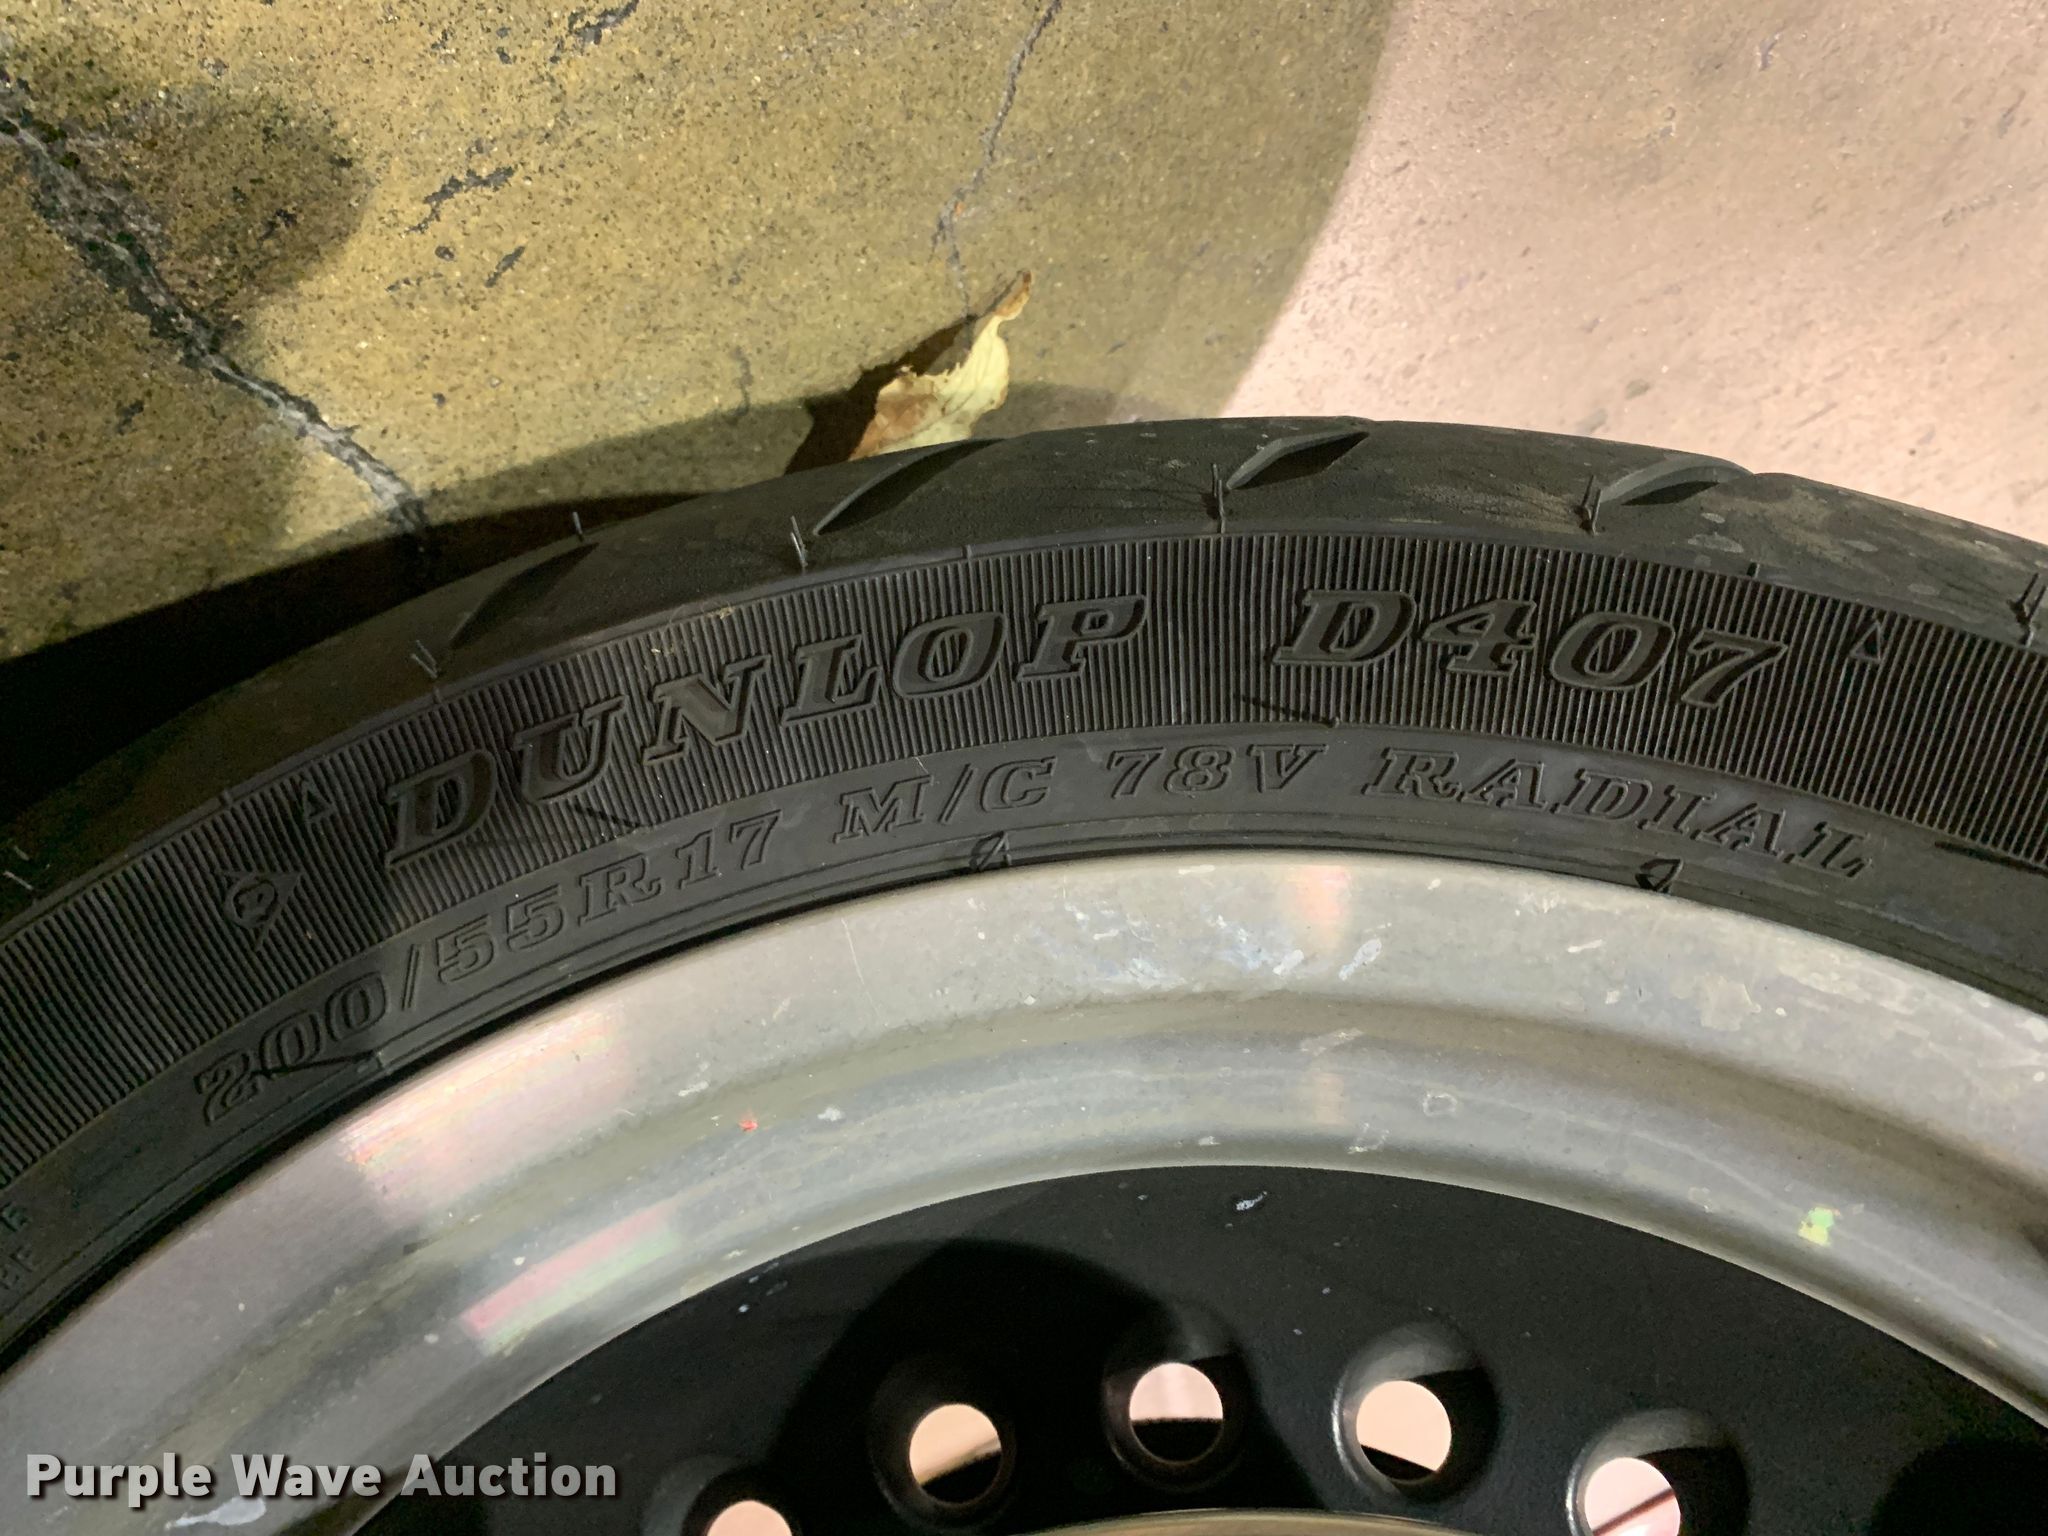 DUNLOP D407
200/55R17 M/C 78V RADIAL
Purple Wave Auction